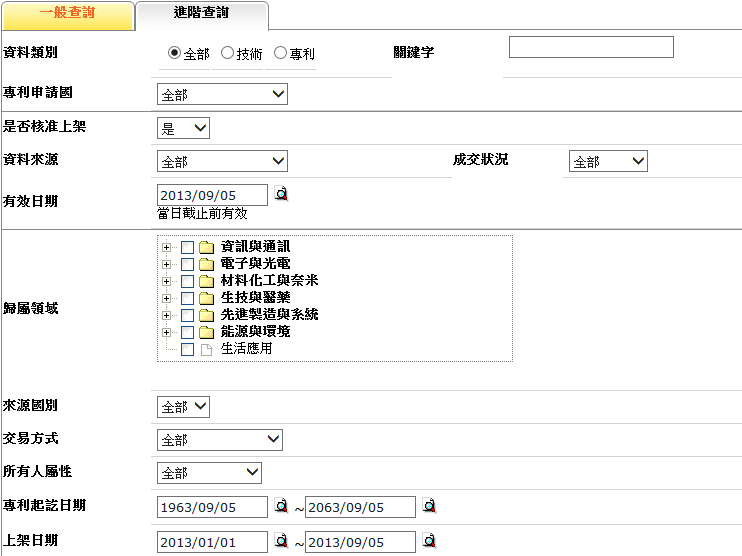 一般查詢 進階查詢
資料類別 全部 技術 專利 關鍵字
專利申請國 全部
是否核准上架 是
資料來源 全部 成交狀況 全部
有效日期 2013/09/05
當日截止前有效
歸屬領域
資訊與通訊
電子與光電
材料化工與奈米
生技與醫藥
先進製造與系統
能源與環境
生活應用
來源國別 全部
交易方式 全部
所有人屬性 全部
專利起訖日期 1963/09/05 ~ 2063/09/05
上架日期 2013/01/01 ~ 2013/09/05